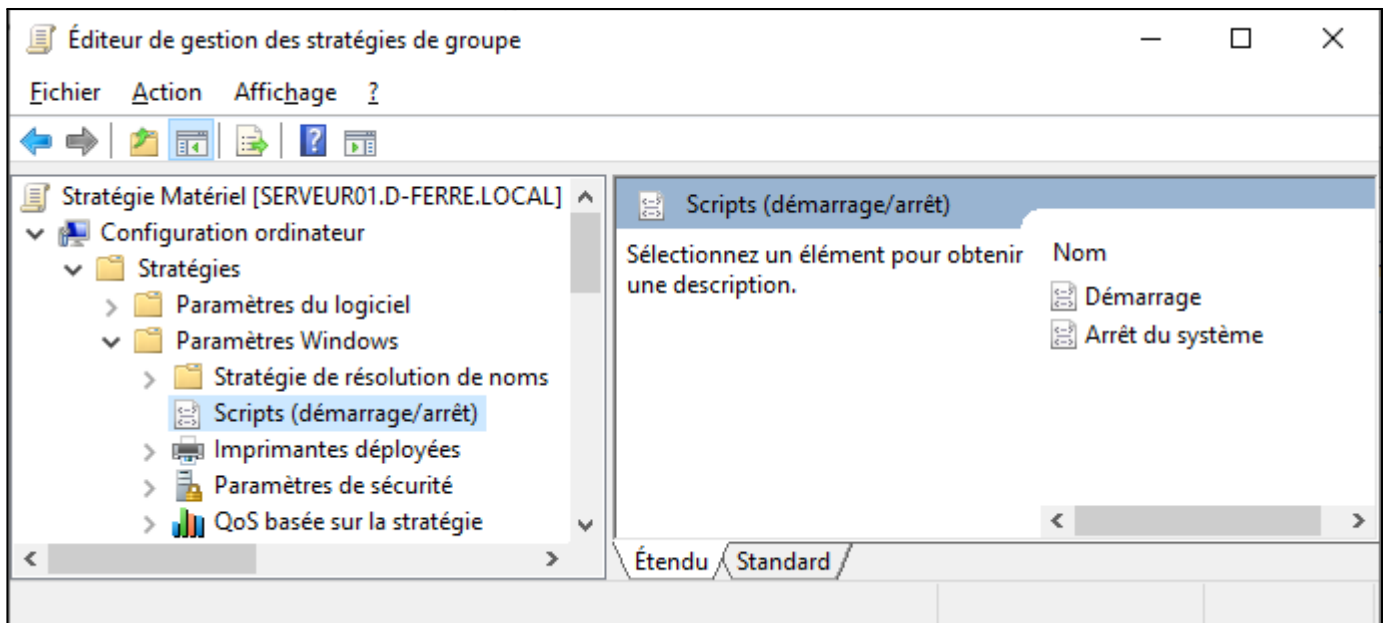 Éditeur de gestion des stratégies de groupe
Fichier Action Affichage ?
Stratégie Matériel [SERVEUR01.D-FERRE.LOCAL]
Configuration ordinateur
Stratégies
Paramètres du logiciel
Paramètres Windows
Stratégie de résolution de noms
Scripts (démarrage/arrêt)
Imprimantes déployées
Paramètres de sécurité
QoS basée sur la stratégie
Scripts (démarrage/arrêt)
Sélectionnez un élément pour obtenir
une description.
Nom
Démarrage
Arrêt du système
Étendu Standard